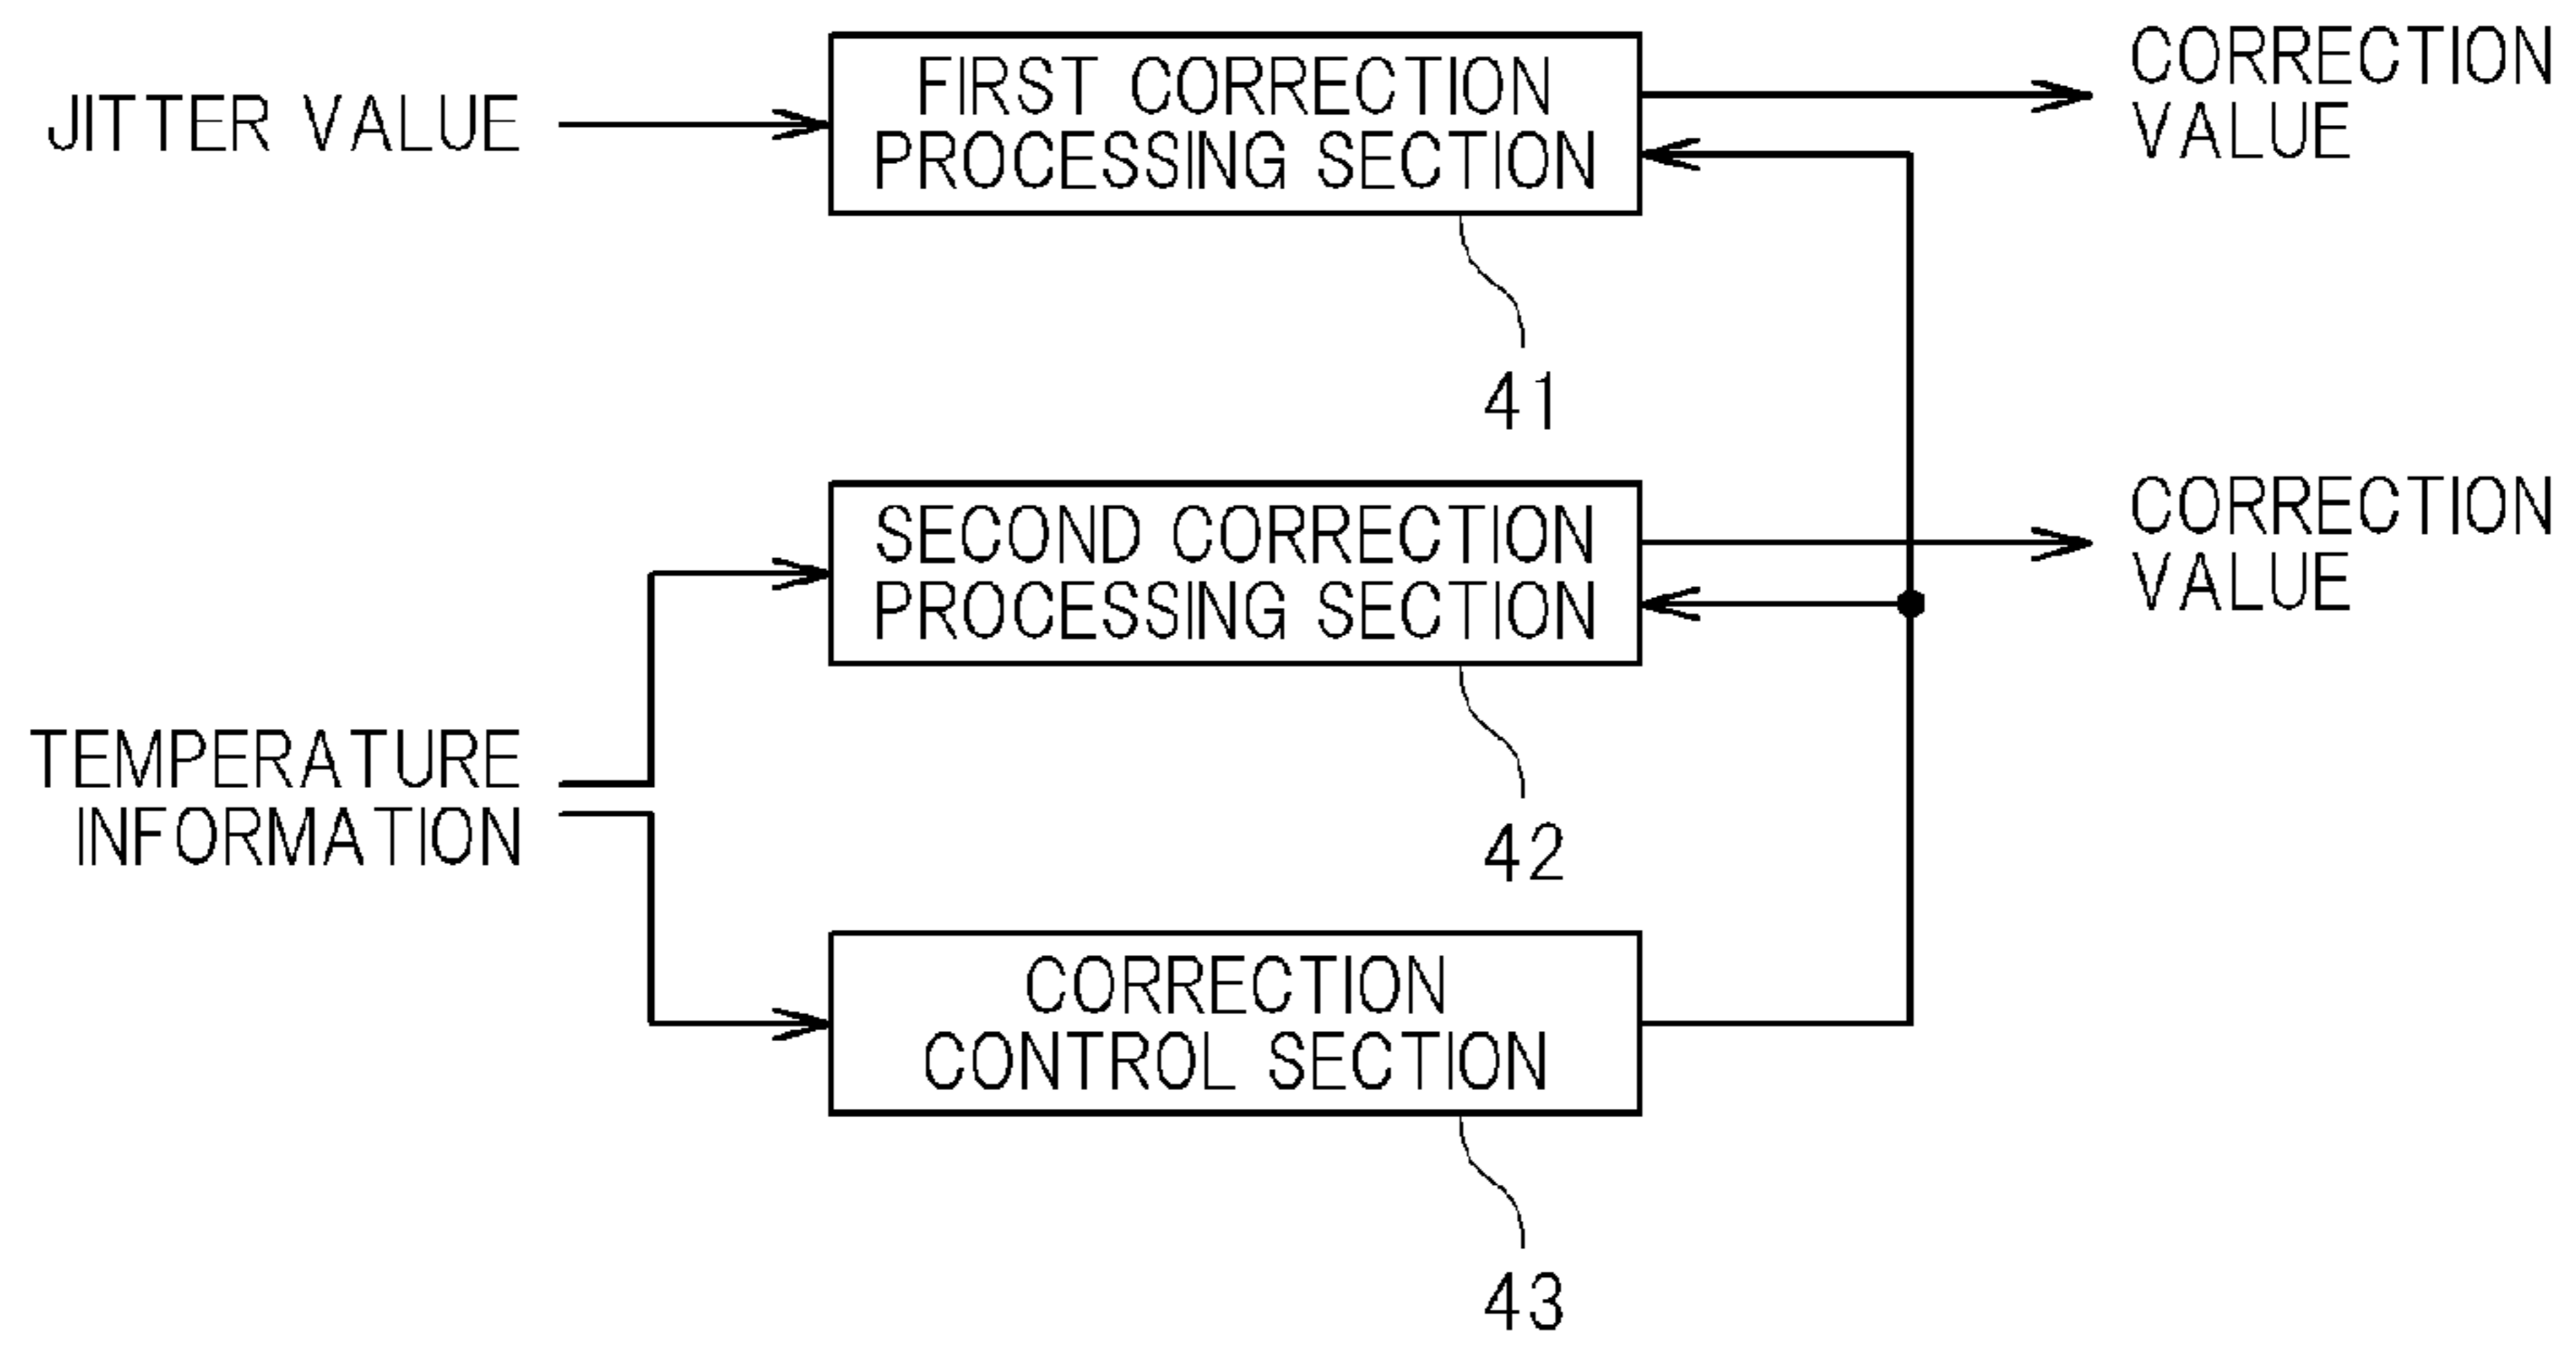 JITTER VALUE
FIRST CORRECTION
PROCESSING SECTION
CORRECTION
VALUE
41
SECOND CORRECTION
PROCESSING SECTION
CORRECTION
VALUE
42
TEMPERATURE
INFORMATION
CORRECTION
CONTROL SECTION
43